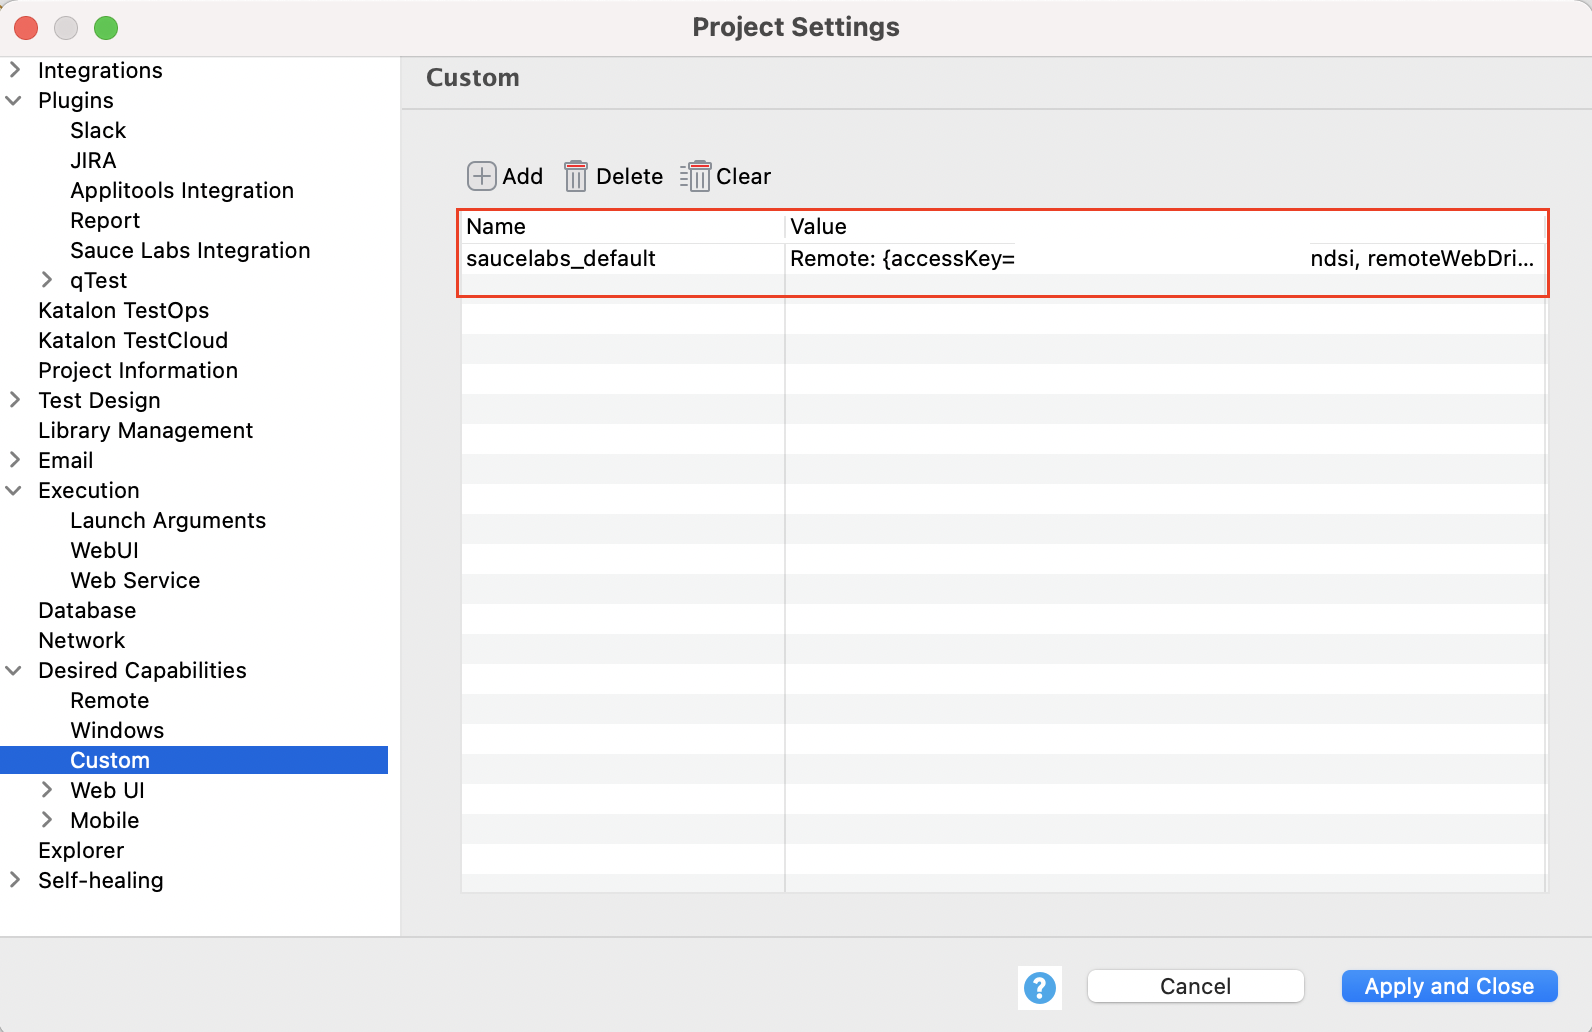 Project Settings
Integrations
Plugins
Slack
JIRA
Applitools Integration
Report
Sauce Labs Integration
qTest
Katalon TestOps
Katalon TestCloud
Project Information
Test Design
Library Management
Email
Execution
Launch Arguments
WebUI
Web Service
Database
Network
Desired Capabilities
Remote
Windows
Custom
Web UI
Mobile
Explorer
Self-healing
Custom
Add Delete Clear
Name Value
saucelabs_default Remote: {accessKey= ndsi, remoteWebDri...
? Cancel Apply and Close